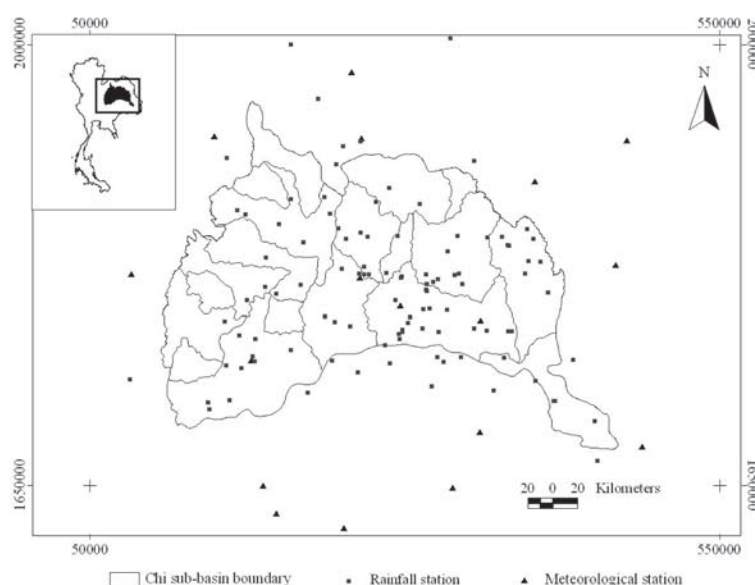 50000 550000
2000000 2000000
N
20 0 20 Kilometers
1650000 1650000
50000 550000
Chi sub-basin boundary Rainfall station Meteorological station